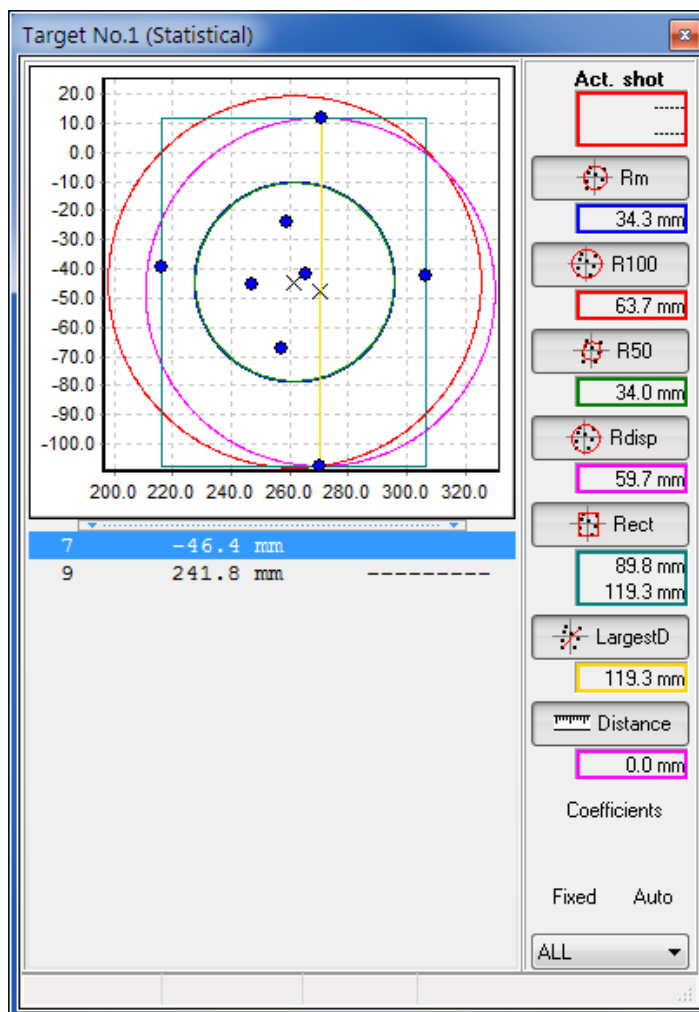 Target No.1 (Statistical)
20.0
10.0
0.0
-10.0
-20.0
-30.0
-40.0
-50.0
-60.0
-70.0
-80.0
-90.0
-100.0
200.0 220.0 240.0 260.0 280.0 300.0 320.0
7 -46.4 mm
9 241.8 mm ---------
Act. shot
-----
-----
Rm
34.3 mm
R100
63.7 mm
R50
34.0 mm
Rdisp
59.7 mm
Rect
89.8 mm
119.3 mm
LargestD
119.3 mm
Distance
0.0 mm
Coefficients
Fixed Auto
ALL